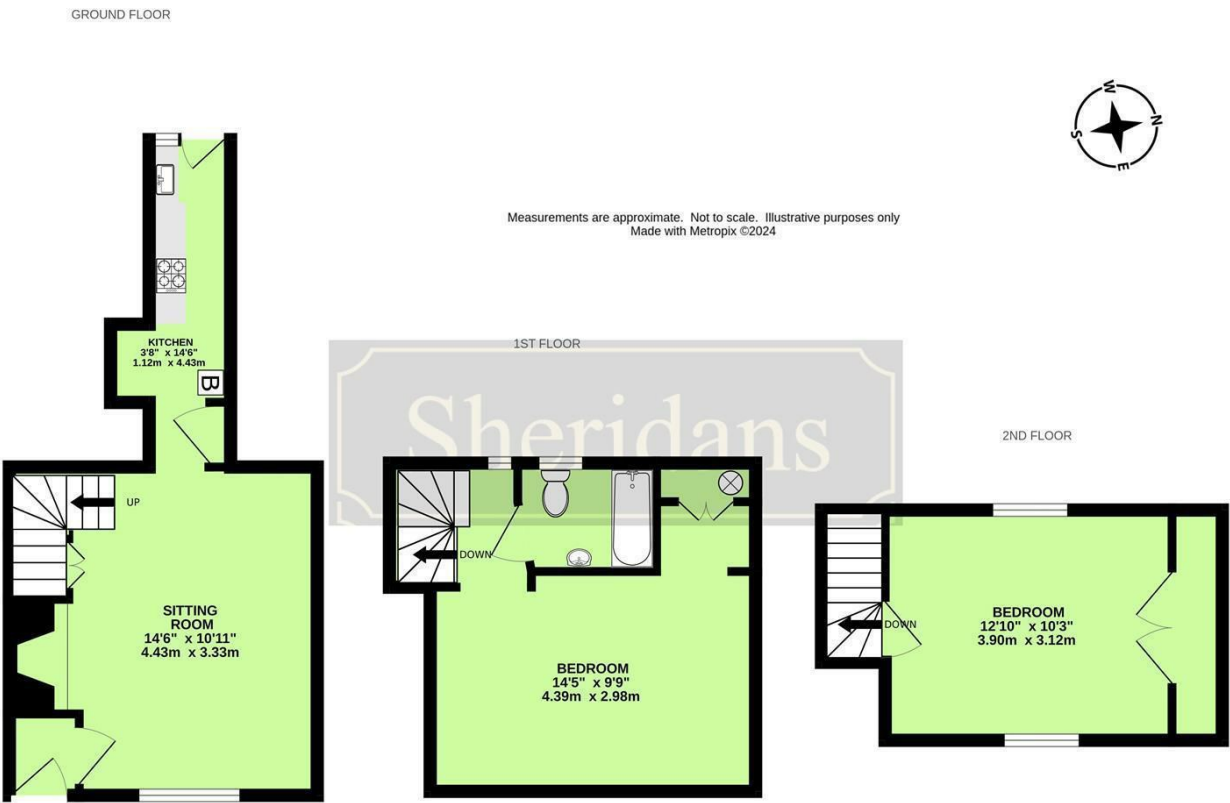 GROUND FLOOR
W
N
S
E
Measurements are approximate. Not to scale. Illustrative purposes only
Made with Metropix ©2024
KITCHEN
3'8" x 14'6"
1.12m x 4.43m
B
1ST FLOOR
Sheridans
2ND FLOOR
UP
SITTING
ROOM
14'6" x 10'11"
4.43m x 3.33m
DOWN
BEDROOM
14'5" x 9'9"
4.39m x 2.98m
DOWN
BEDROOM
12'10" x 10'3"
3.90m x 3.12m